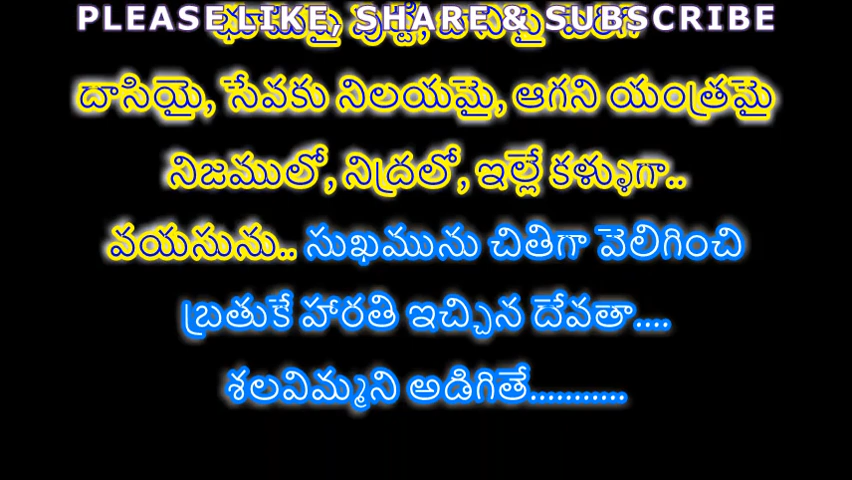 PLEASE LIKE, SHARE & SUBSCRIBE
దాసియై, సేవకు నిలయమై, ఆగని యంత్రమై
నిజములో, నిద్రలో, ఇల్లే కళ్ళుగా..
వయసును.. సుఖమును చితిగా వెలిగించి
బ్రతుకే హారతి ఇచ్చిన దేవతా....
శలవిమ్మని అడిగితే...........